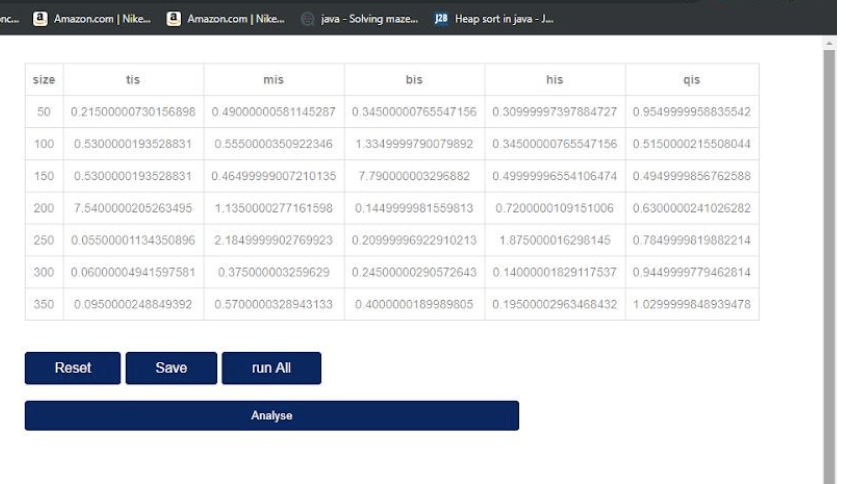 onc... a Amazon.com | Nike... a Amazon.com | Nike... java - Solving maze... J2B Heap sort in java - J...
size tis mis bis his qis
50 0.21500000730156898 0.49000000581145287 0.34500000765547156 0.30999997397884727 0.9549999958835542
100 0.5300000193528831 0.5550000350922346 1.3349999790079892 0.34500000765547156 0.5150000215508044
150 0.5300000193528831 0.46499999007210135 7.790000003296882 0.49999996554106474 0.4949999856762588
200 7.5400000205263495 1.1350000277161598 0.1449999981559813 0.7200000109151006 0.6300000241026282
250 0.05500001134350896 2.1849999902769923 0.20999996922910213 1.875000016298145 0.7849999819882214
300 0.06000004941597581 0.375000003259629 0.24500000290572643 0.14000001829117537 0.9449999779462814
350 0.0950000248849392 0.5700000328943133 0.4000000189989805 0.19500002963468432 1.0299999848939478
Reset Save run All
Analyse